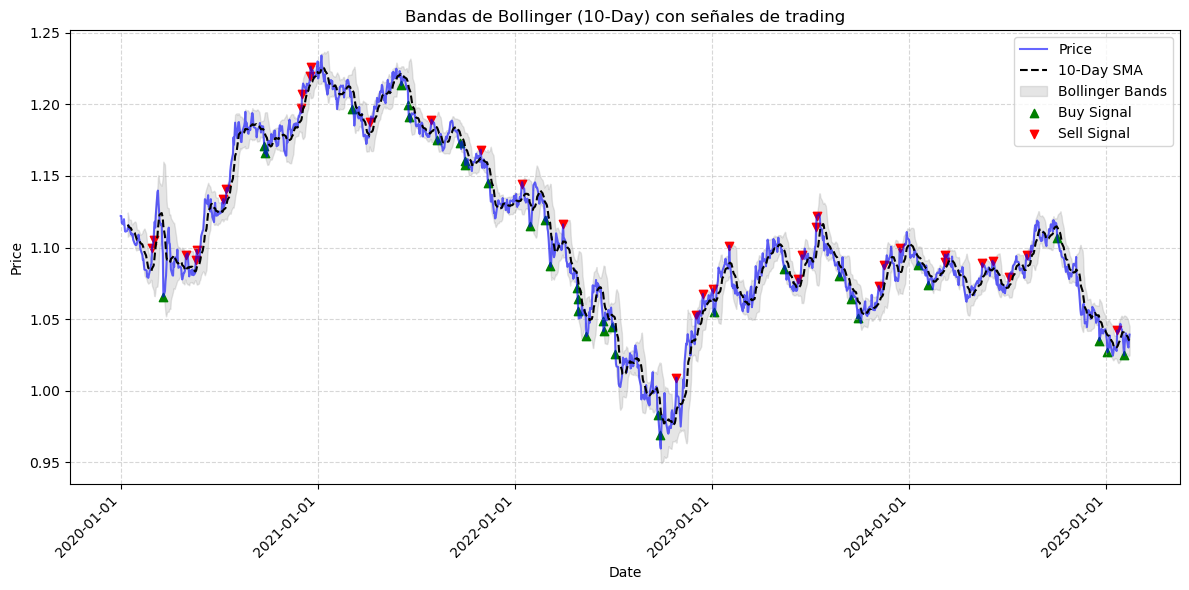 Bandas de Bollinger (10-Day) con señales de trading
Price
10-Day SMA
Bollinger Bands
Buy Signal
Sell Signal
Price
1.25
1.20
1.15
1.10
1.05
1.00
0.95
2020-01-01
2021-01-01
2022-01-01
2023-01-01
2024-01-01
2025-01-01
Date